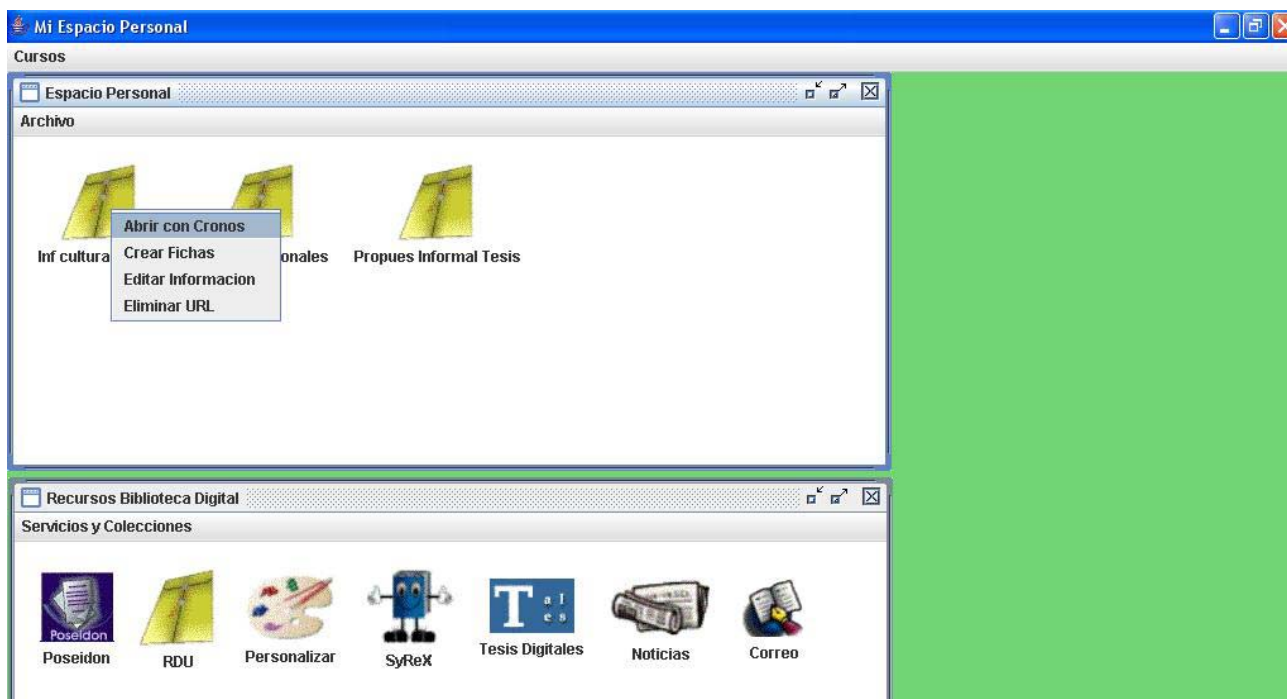 Mi Espacio Personal
Cursos
Espacio Personal
Archivo
Abrir con Cronos
Crear Fichas
Editar Informacion
Eliminar URL
Inf cultura
onales
Propues Informal Tesis
Recursos Biblioteca Digital
Servicios y Colecciones
Poseidon
T a l e s
Poseidon
RDU
Personalizar
SyReX
Tesis Digitales
Noticias
Correo